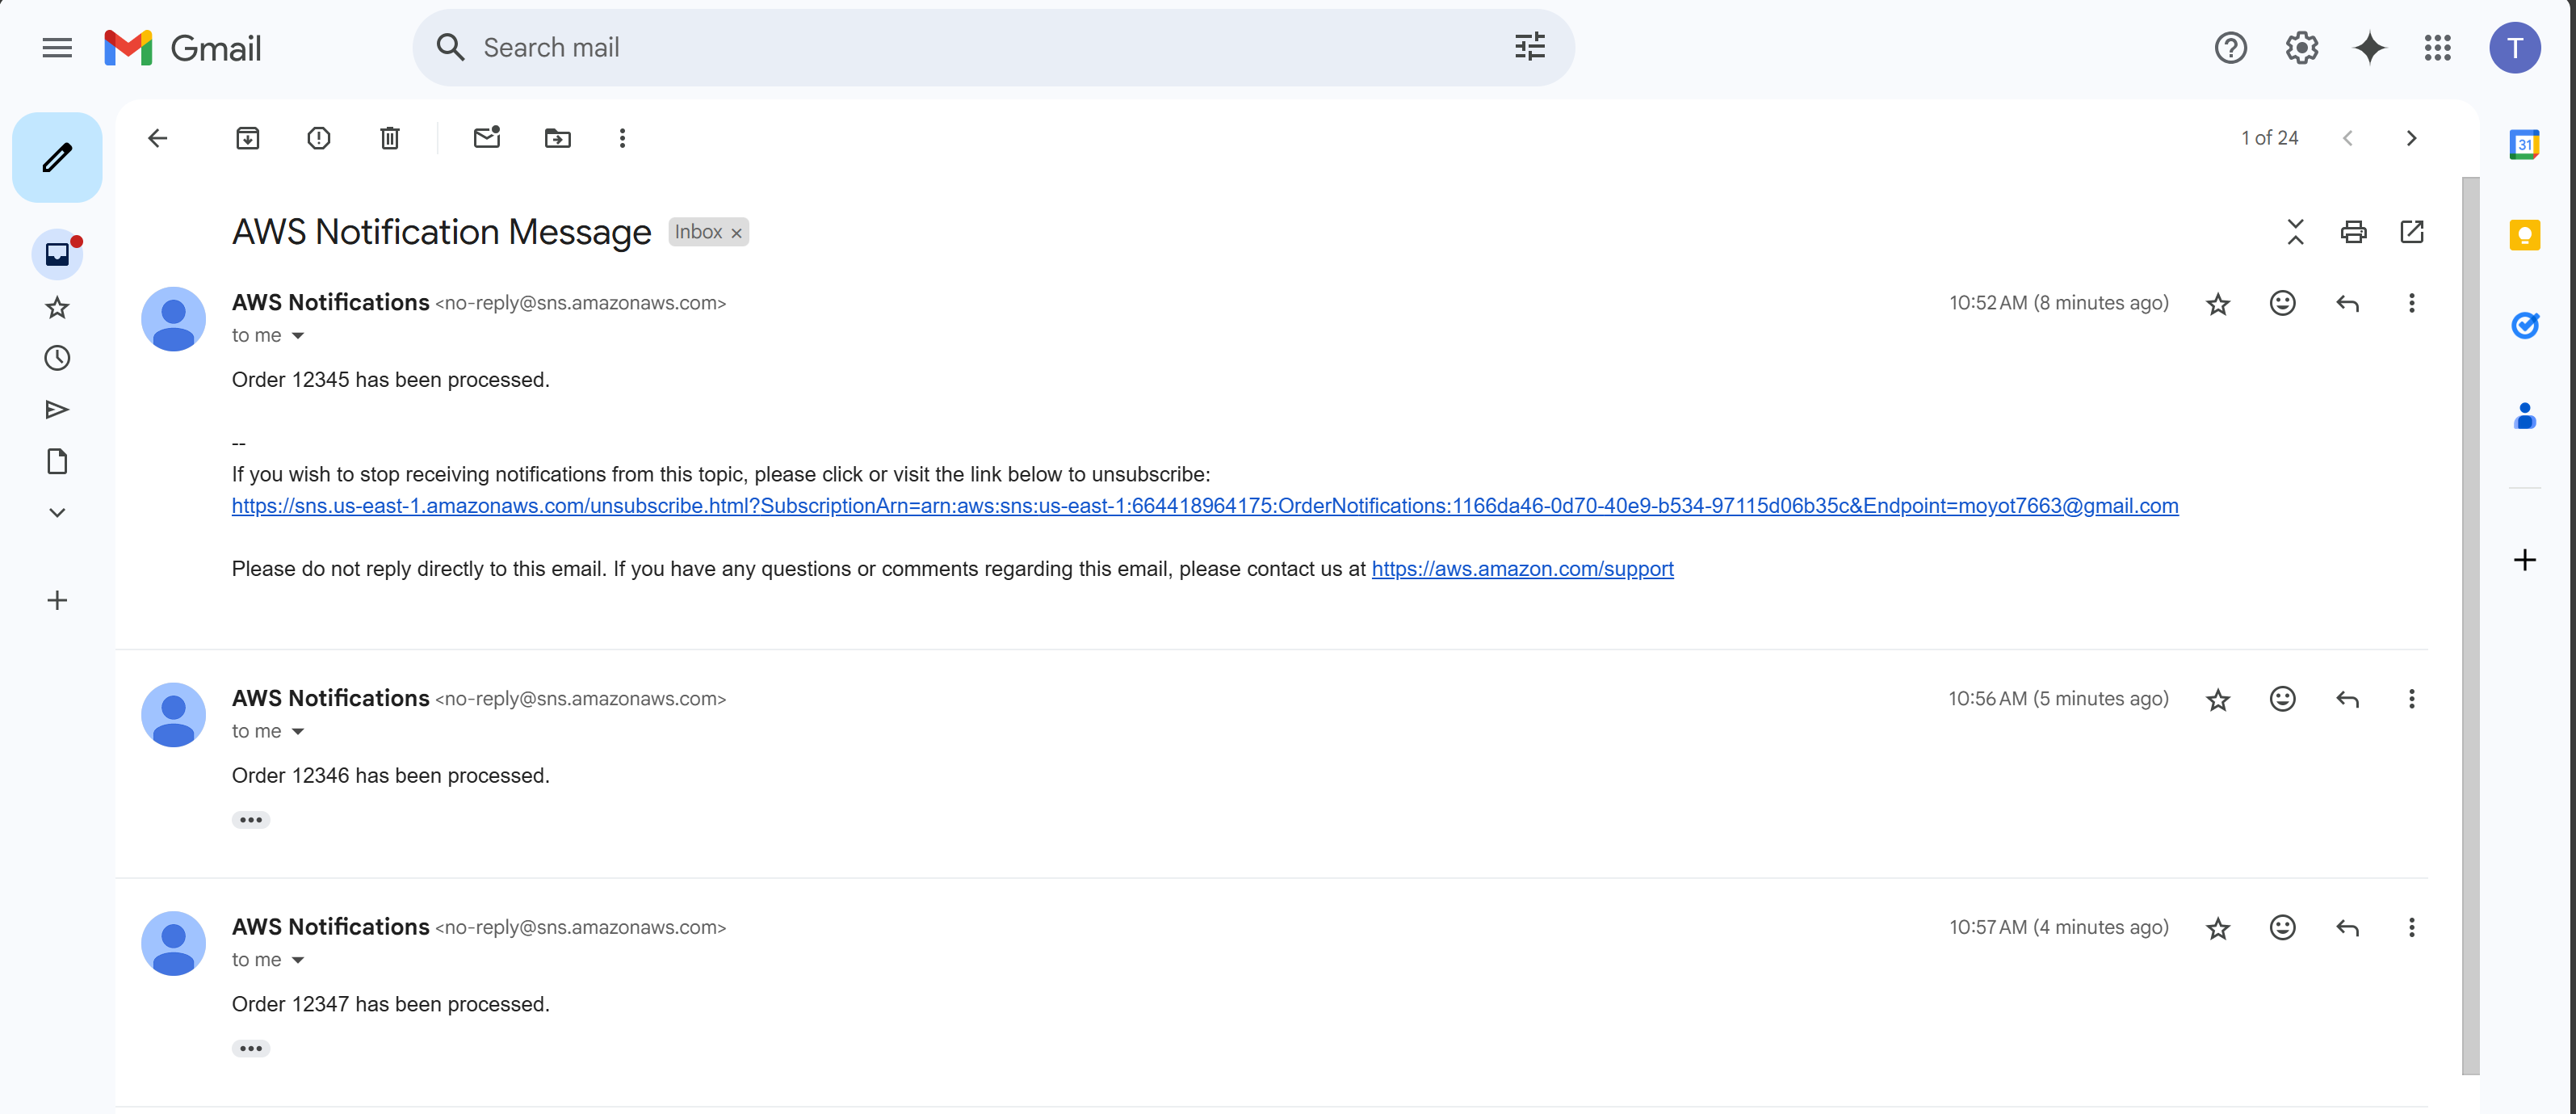 Gmail
Search mail
T
1 of 24
31
AWS Notification Message Inbox ×
AWS Notifications <no-reply@sns.amazonaws.com> 10:52 AM (8 minutes ago)
to me
Order 12345 has been processed.
--
If you wish to stop receiving notifications from this topic, please click or visit the link below to unsubscribe:
https://sns.us-east-1.amazonaws.com/unsubscribe.html?SubscriptionArn=arn:aws:sns:us-east-1:664418964175:OrderNotifications:1166da46-0d70-40e9-b534-97115d06b35c&Endpoint=moyot7663@gmail.com
Please do not reply directly to this email. If you have any questions or comments regarding this email, please contact us at https://aws.amazon.com/support
AWS Notifications <no-reply@sns.amazonaws.com> 10:56 AM (5 minutes ago)
to me
Order 12346 has been processed.
AWS Notifications <no-reply@sns.amazonaws.com> 10:57 AM (4 minutes ago)
to me
Order 12347 has been processed.